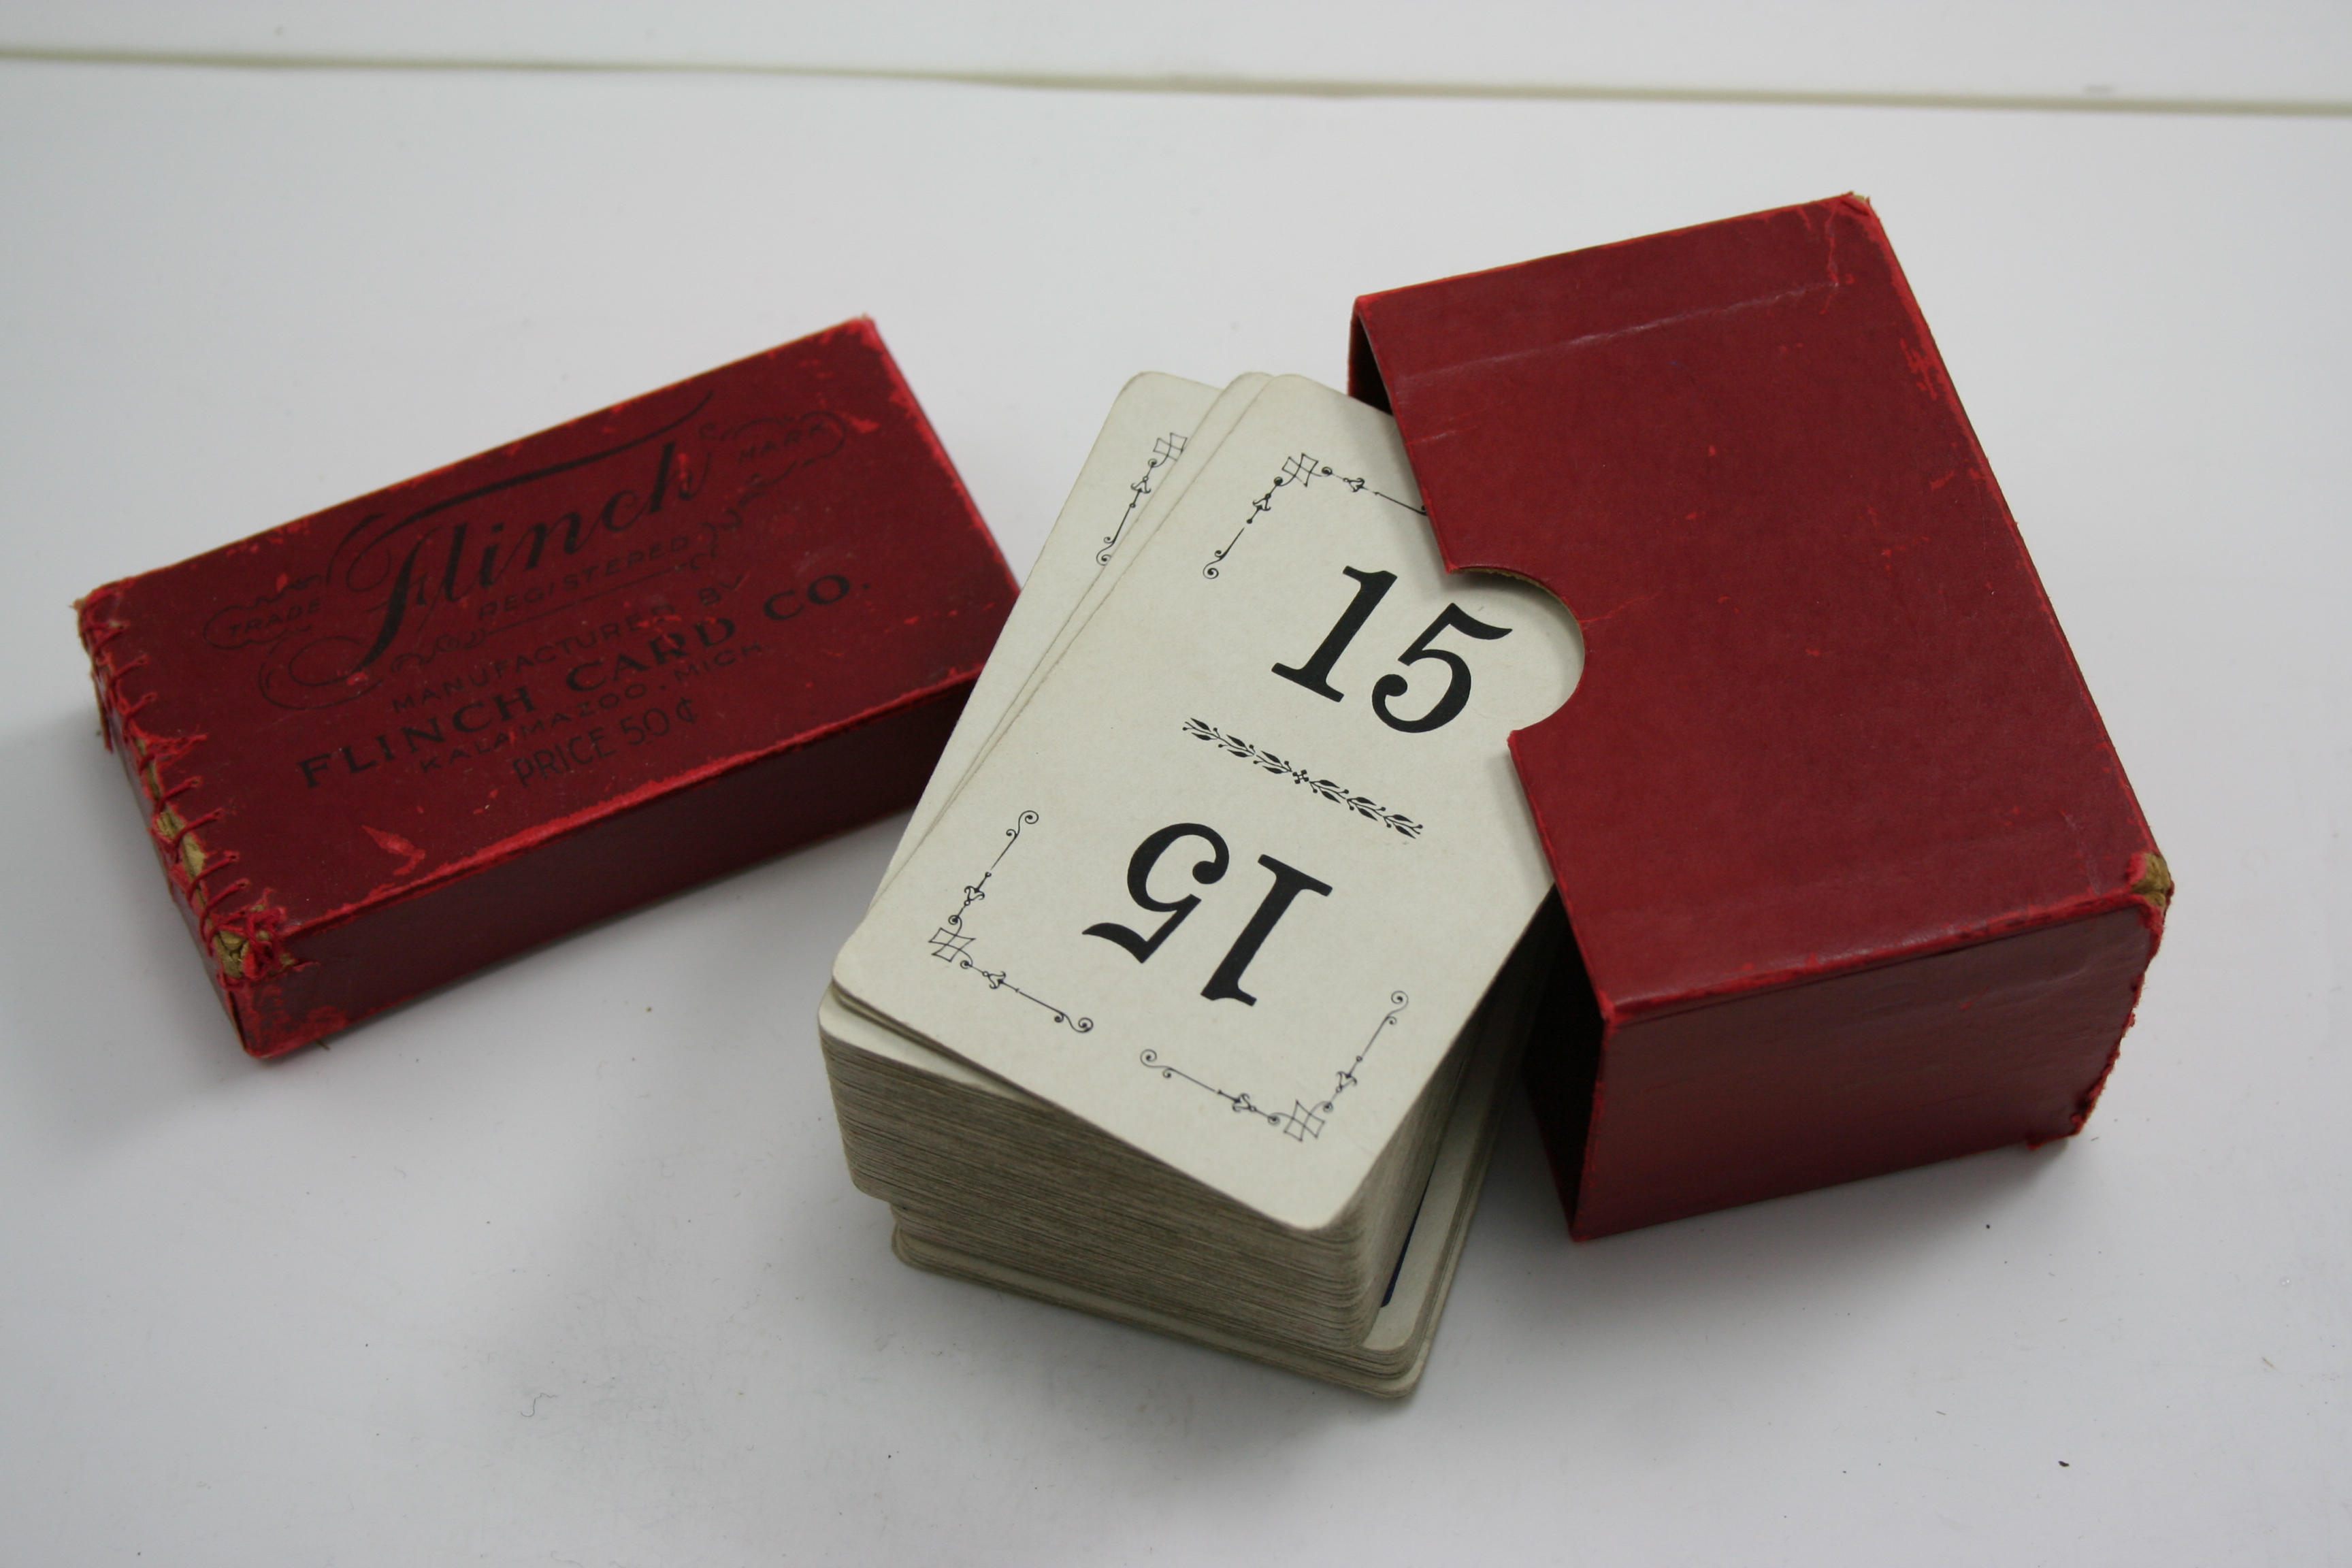 Flinch
TRADE MARK
REGISTERED
MANUFACTURED BY
FLINCH CARD CO.
KALAMAZOO. MICH.
PRICE 50¢
15
15